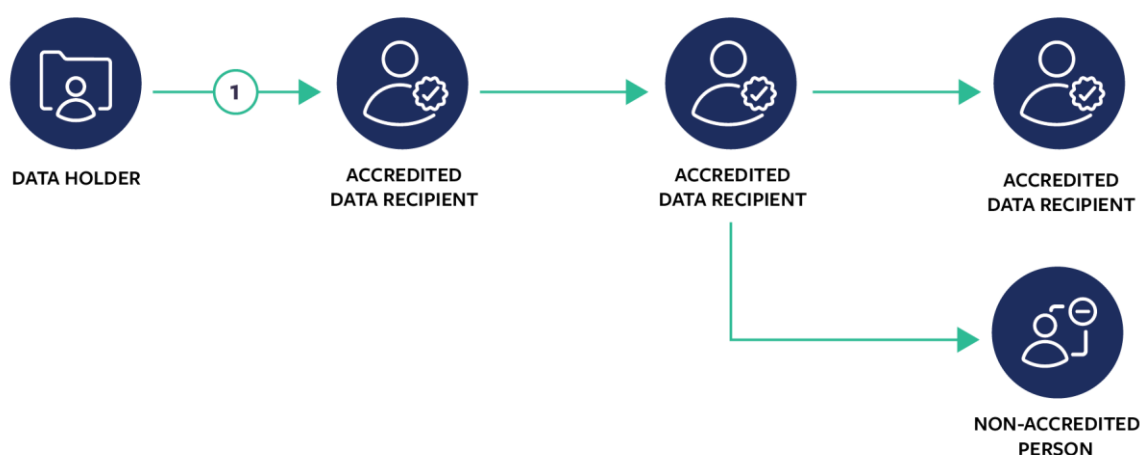 1
DATA HOLDER
ACCREDITED
DATA RECIPIENT
ACCREDITED
DATA RECIPIENT
ACCREDITED
DATA RECIPIENT
NON-ACCREDITED
PERSON